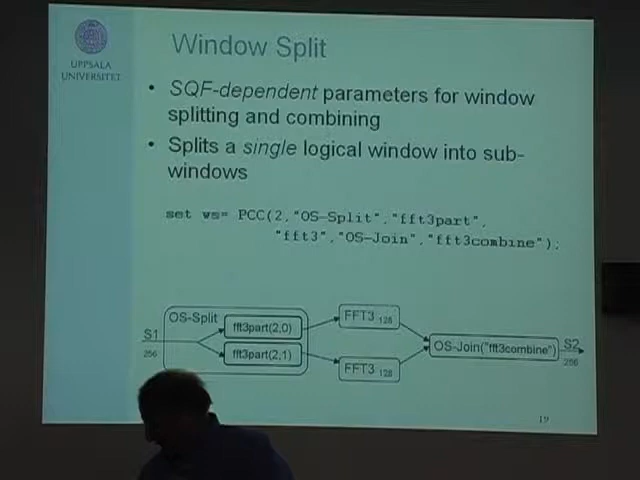 UPPSALA
UNIVERSITET
Window Split
• SQF-dependent parameters for window
splitting and combining
• Splits a single logical window into sub-
windows
set ws= PCC(2,"OS-Split","fft3part",
"fft3","OS-Join","fft3combine");
OS-Split
S1
256
fft3part(2,0)
fft3part(2,1)
FFT3 128
FFT3 128
OS-Join("fft3combine")
S2
256
19